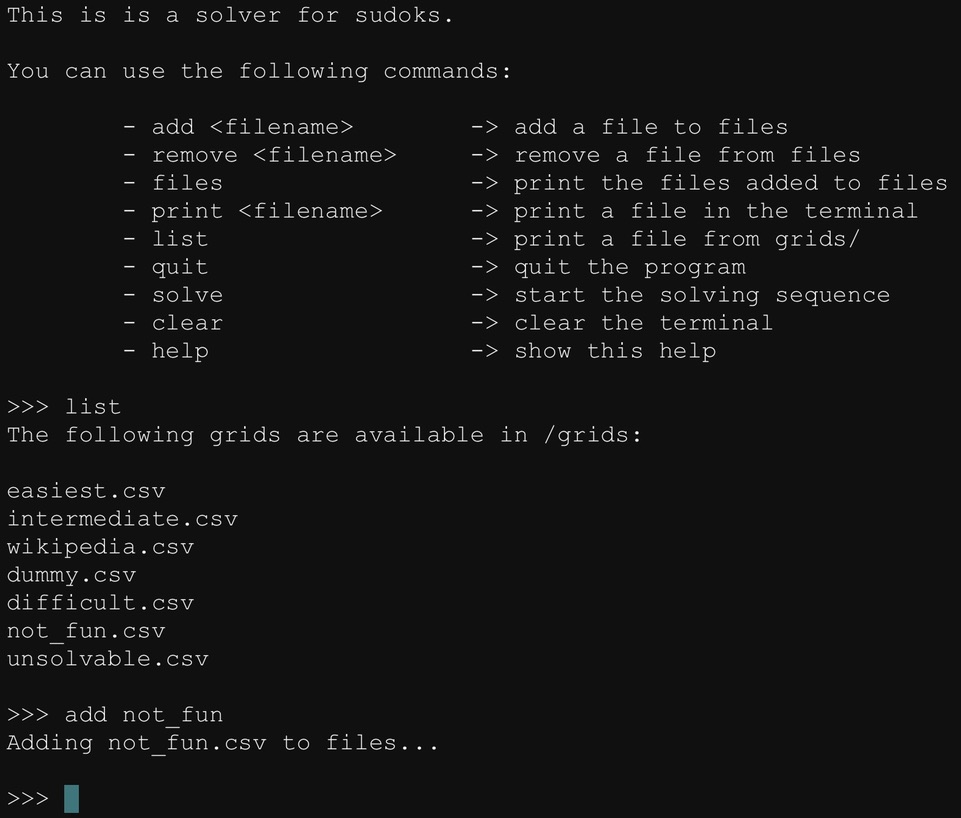 This is is a solver for sudoks.
You can use the following commands:
- add <filename> -> add a file to files
- remove <filename> -> remove a file from files
- files -> print the files added to files
- print <filename> -> print a file in the terminal
- list -> print a file from grids/
- quit -> quit the program
- solve -> start the solving sequence
- clear -> clear the terminal
- help -> show this help
>>> list
The following grids are available in /grids:
easiest.csv
intermediate.csv
wikipedia.csv
dummy.csv
difficult.csv
not_fun.csv
unsolvable.csv
>>> add not_fun
Adding not_fun.csv to files...
>>>